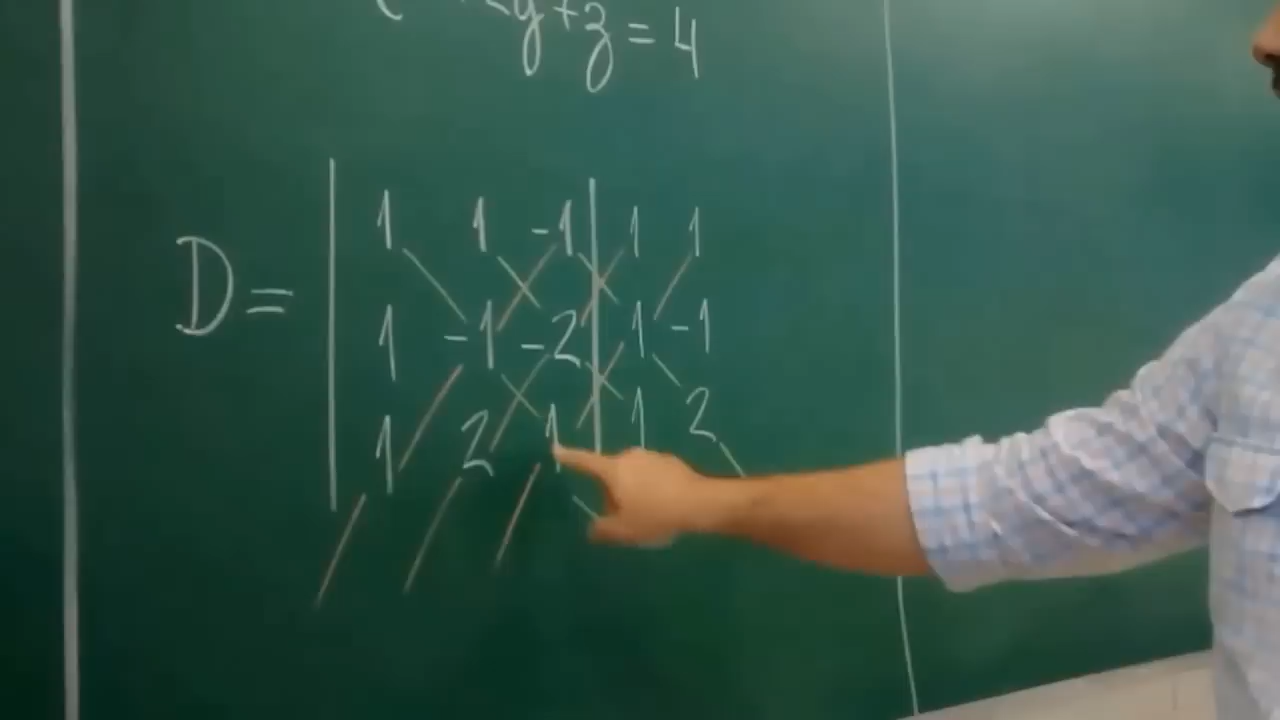 y+z=4
1 1 -1 | 1 1
D= | 1 -1 -2 | 1 -1
1 2 1 | 1 2